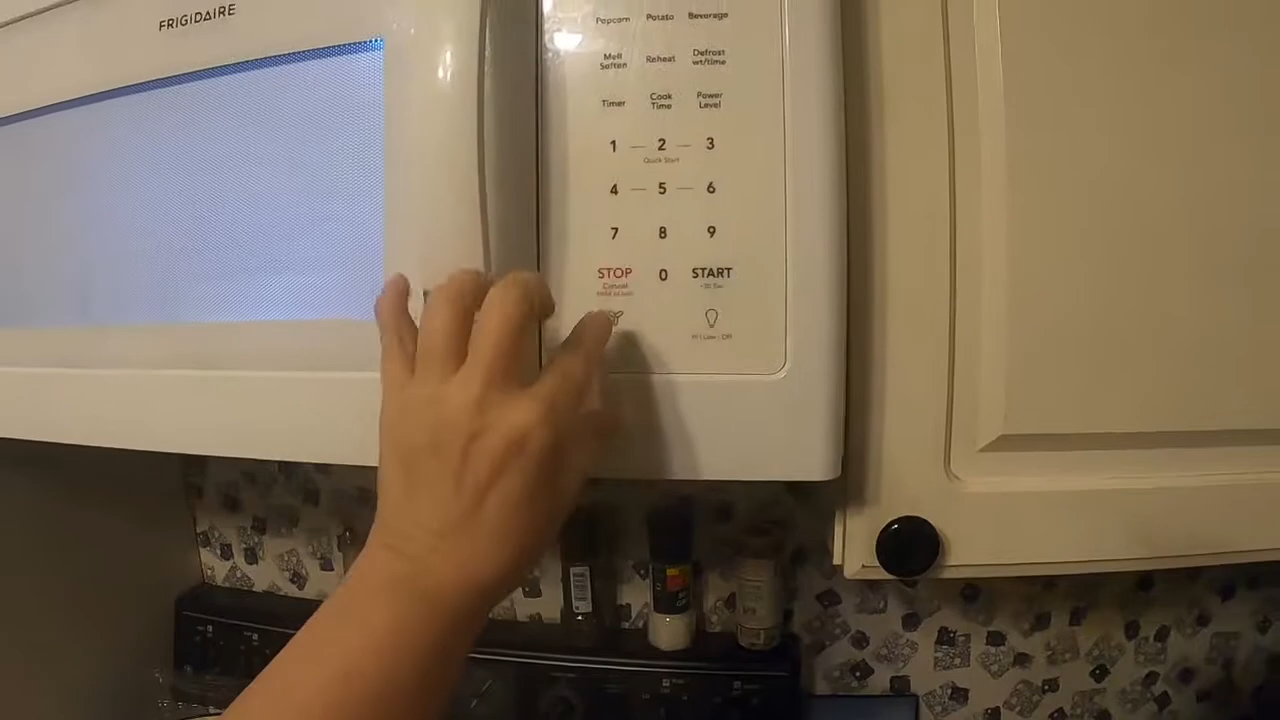 FRIGIDAIRE
Popcorn Potato Beverage
Melt Soften Reheat Defrost wt/time
Timer Cook Time Power Level
1 2 3
Quick Start
4 5 6
7 8 9
STOP 0 START
Cancel